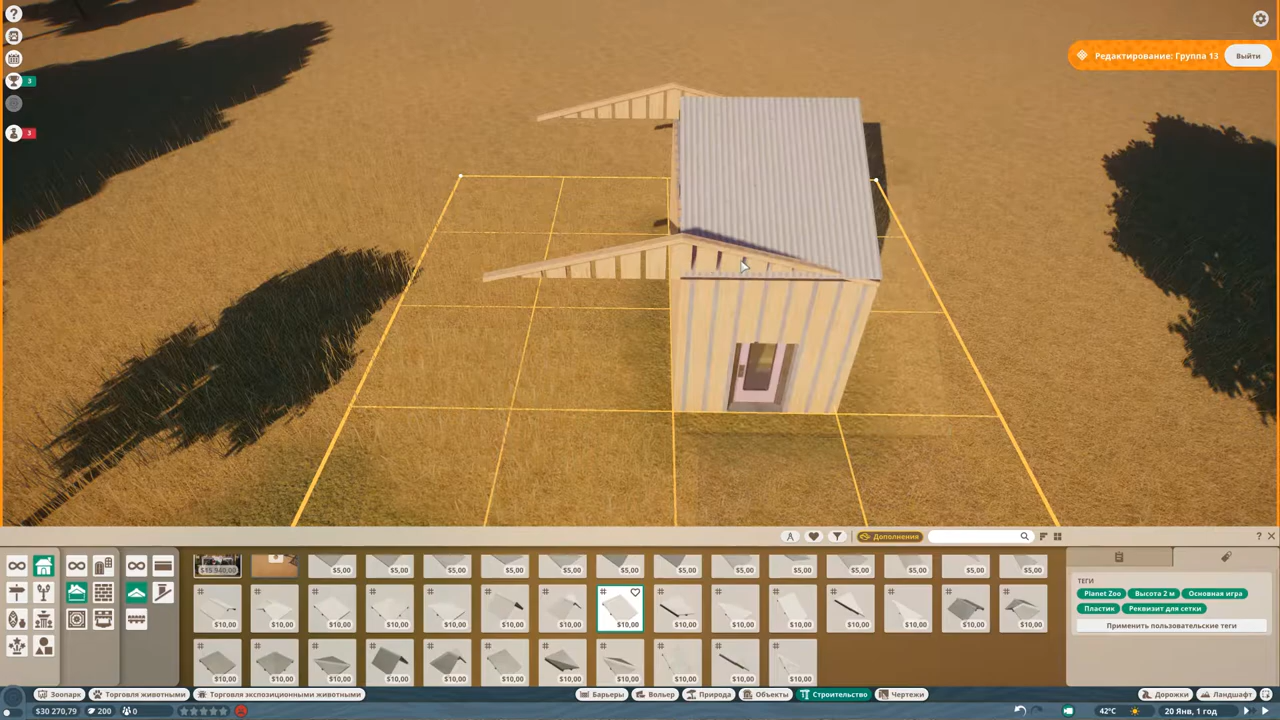 Редактирование: Группа 13
Выйти
3
3
Дополнения
$5,00 $5,00 $5,00 $5,00 $5,00 $5,00 $5,00 $5,00 $5,00 $5,00 $5,00 $5,00 $5,00
$10,00 $10,00 $10,00 $10,00 $10,00 $10,00 $10,00 $10,00 $10,00 $10,00 $10,00 $10,00 $10,00 $10,00 $10,00
$10,00 $10,00 $10,00 $10,00 $10,00 $10,00 $10,00 $10,00 $10,00 $10,00 $10,00
ТЕГИ
Planet Zoo Высота 2 м Основная игра
Пластик Реквизит для сетки
Применить пользовательские теги
Зоопарк Торговля животными Торговля экспозиционными животными Барьеры Вольер Природа Объекты Строительство Чертежи Дорожки Ландшафт
$30 270,79 200 0 42°C 20 Янв, 1 год